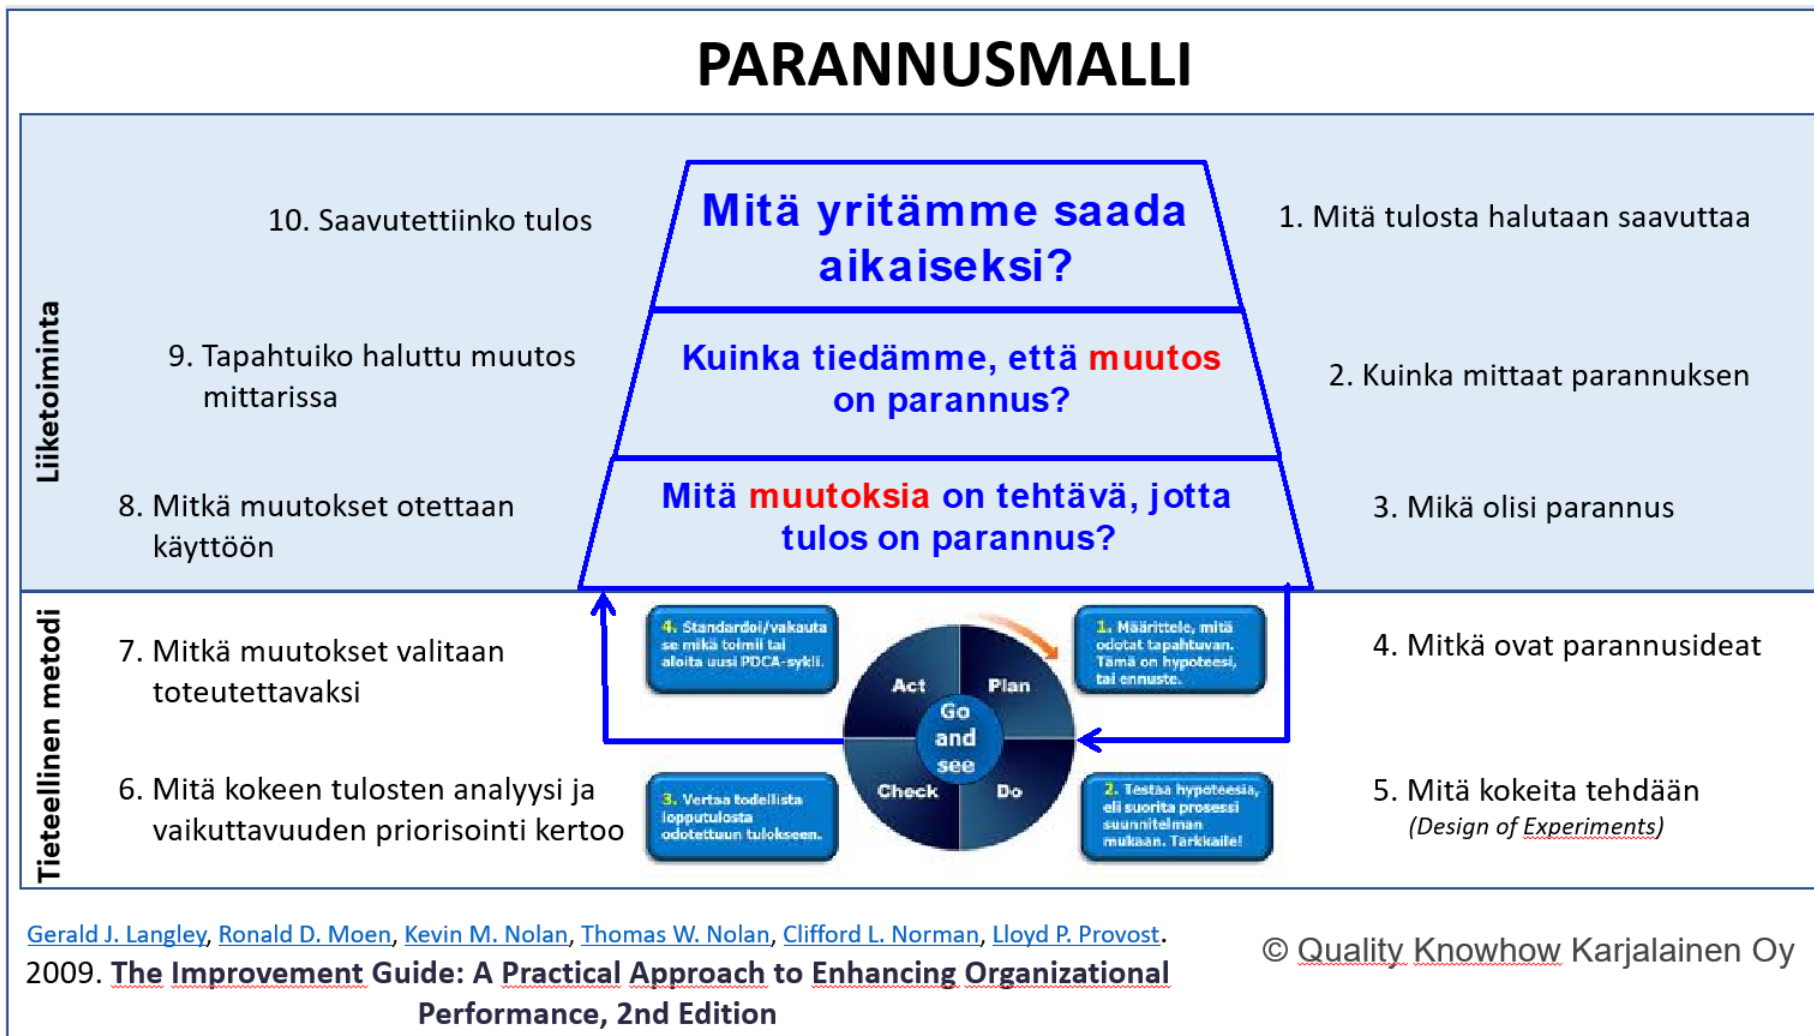 PARANNUSMALLI
Liiketoiminta
10. Saavutettiinko tulos
9. Tapahtuiko haluttu muutos
mittarissa
8. Mitkä muutokset otettaan
käyttöön
Mitä yritämme saada
aikaiseksi?
Kuinka tiedämme, että muutos
on parannus?
Mitä muutoksia on tehtävä, jotta
tulos on parannus?
1. Mitä tulosta halutaan saavuttaa
2. Kuinka mittaat parannuksen
3. Mikä olisi parannus
Tieteellinen metodi
7. Mitkä muutokset valitaan
toteutettavaksi
6. Mitä kokeen tulosten analyysi ja
vaikuttavuuden priorisointi kertoo
4. Standardoi/vakauta
se mikä toimii tai
aloita uusi PDCA-sykli.
3. Vertaa todellista
lopputulosta
odotettuun tulokseen.
Act
Plan
Go
and
see
Check
Do
1. Määrittele, mitä
odotat tapahtuvan.
Tämä on hypoteesi,
tai ennuste.
2. Testaa hypoteesia,
eli suorita prosessi
suunnitelman
mukaan. Tarkkaile!
4. Mitkä ovat parannusideat
5. Mitä kokeita tehdään
(Design of Experiments)
Gerald J. Langley, Ronald D. Moen, Kevin M. Nolan, Thomas W. Nolan, Clifford L. Norman, Lloyd P. Provost.
2009. The Improvement Guide: A Practical Approach to Enhancing Organizational
Performance, 2nd Edition
© Quality Knowhow Karjalainen Oy